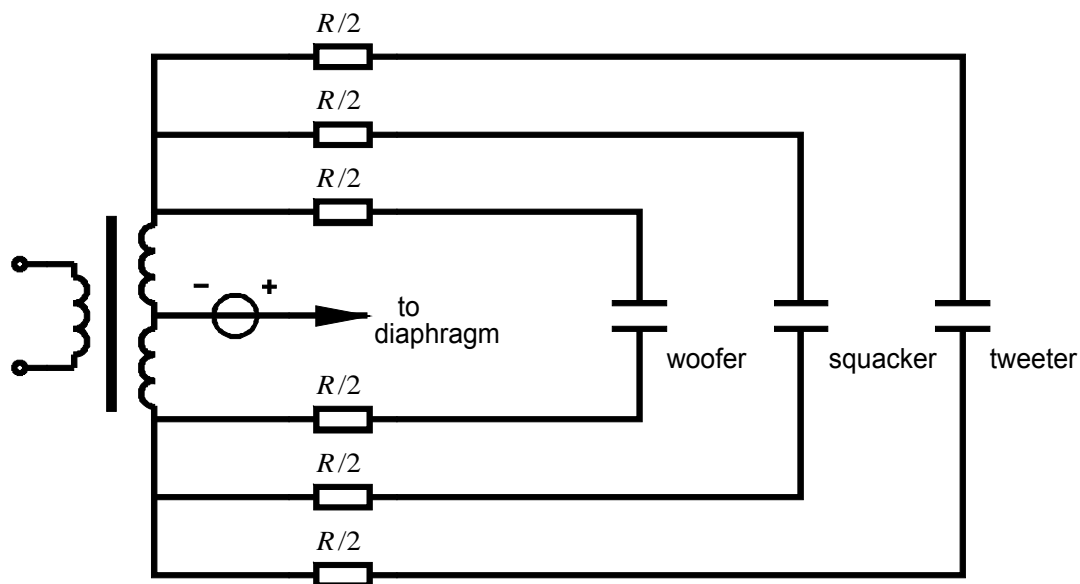 R/2
R/2
R/2
- +
to
diaphragm
woofer
squacker
tweeter
R/2
R/2
R/2